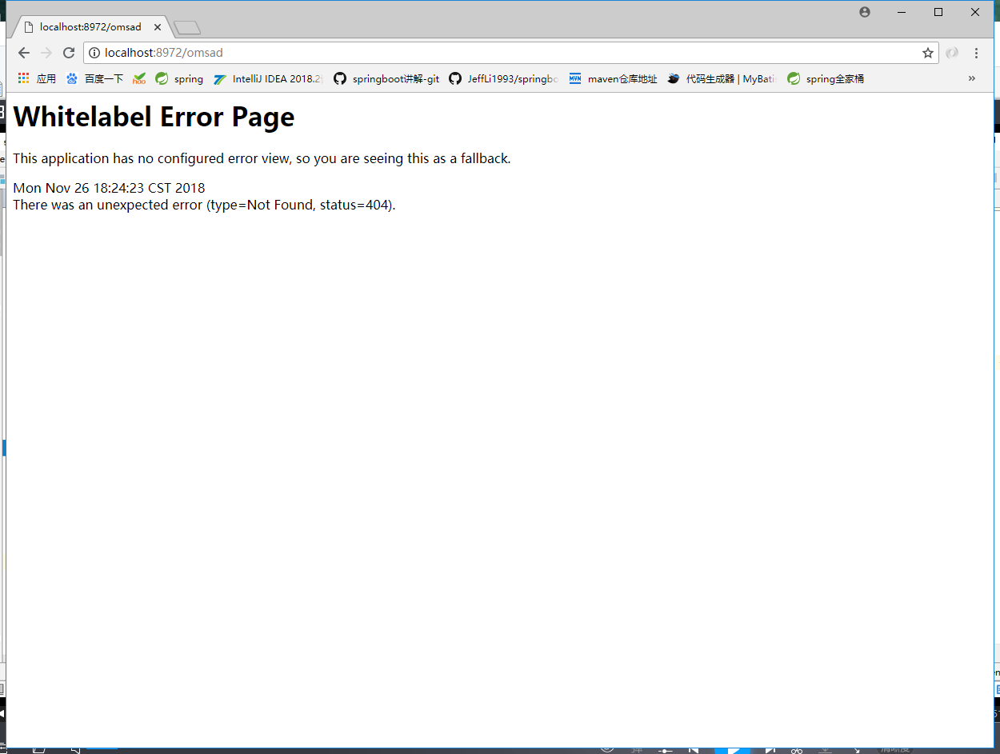 localhost:8972/omsad
localhost:8972/omsad
应用 百度一下 hao spring IntelliJ IDEA 2018.2 springboot讲解-git JeffLi1993/springbo MVN maven仓库地址 代码生成器 | MyBati spring全家桶 »
Whitelabel Error Page
This application has no configured error view, so you are seeing this as a fallback.
Mon Nov 26 18:24:23 CST 2018
There was an unexpected error (type=Not Found, status=404).